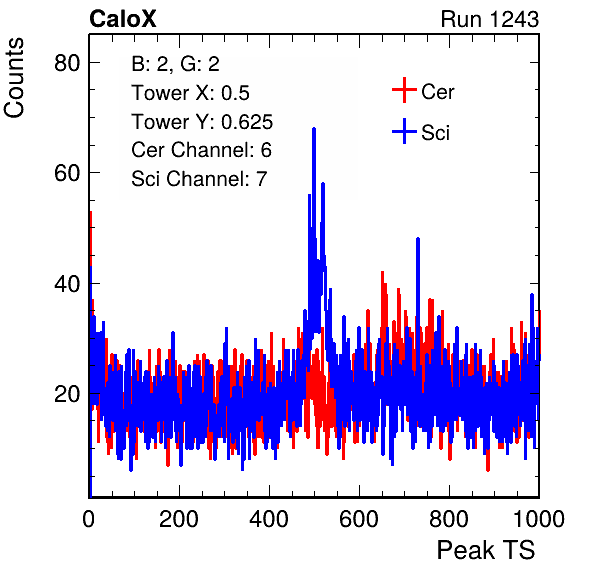 CaloX Run 1243
Counts
80
60
40
20
B: 2, G: 2
Tower X: 0.5
Tower Y: 0.625
Cer Channel: 6
Sci Channel: 7
Cer
Sci
0 200 400 600 800 1000
Peak TS